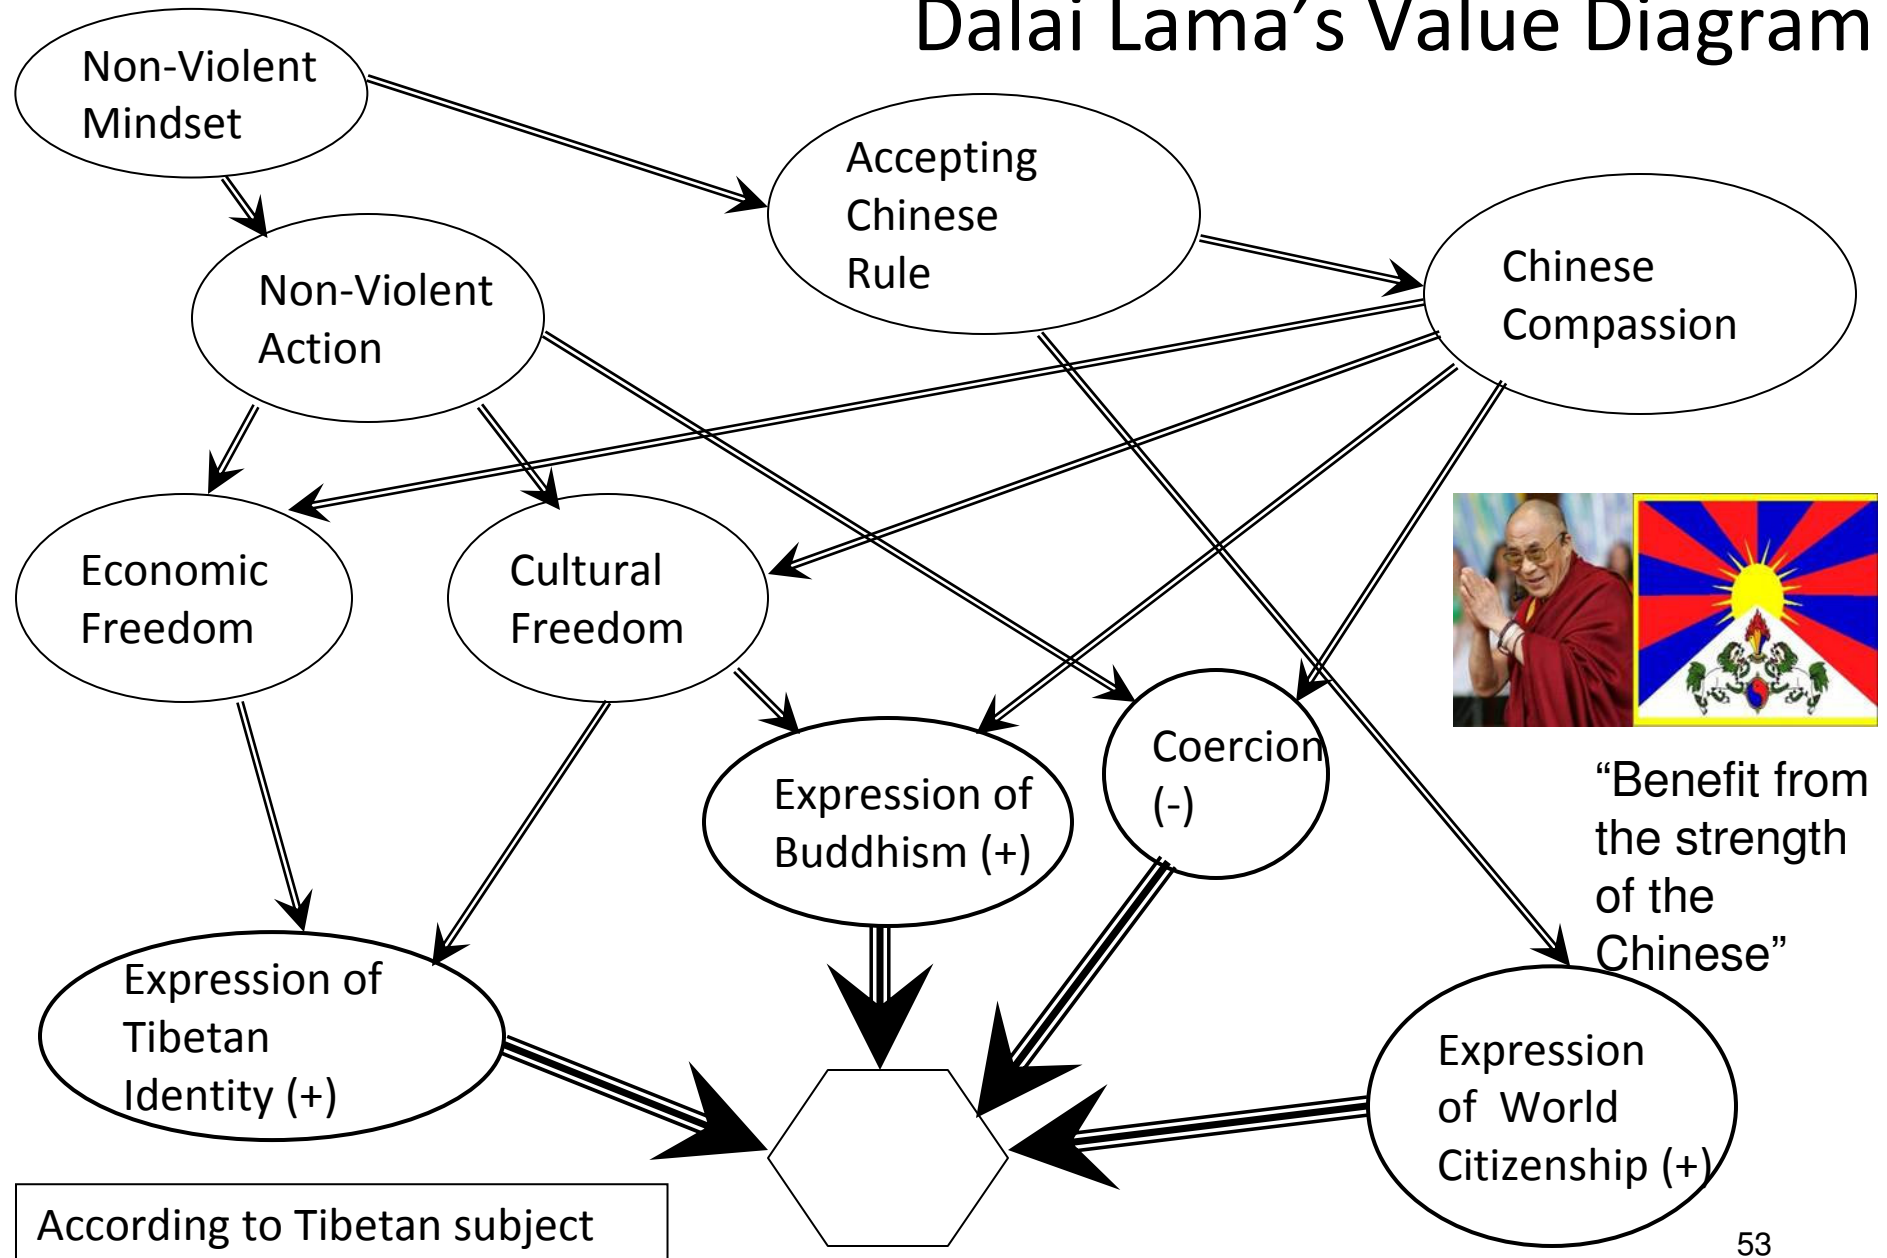 Dalai Lama's Value Diagram
Non-Violent
Mindset
Accepting
Chinese
Rule
Chinese
Compassion
Non-Violent
Action
Economic
Freedom
Cultural
Freedom
Coercion
(-)
Expression of
Buddhism (+)
“Benefit from
the strength
of the
Chinese”
Expression of
Tibetan
Identity (+)
Expression
of World
Citizenship (+)
According to Tibetan subject
53